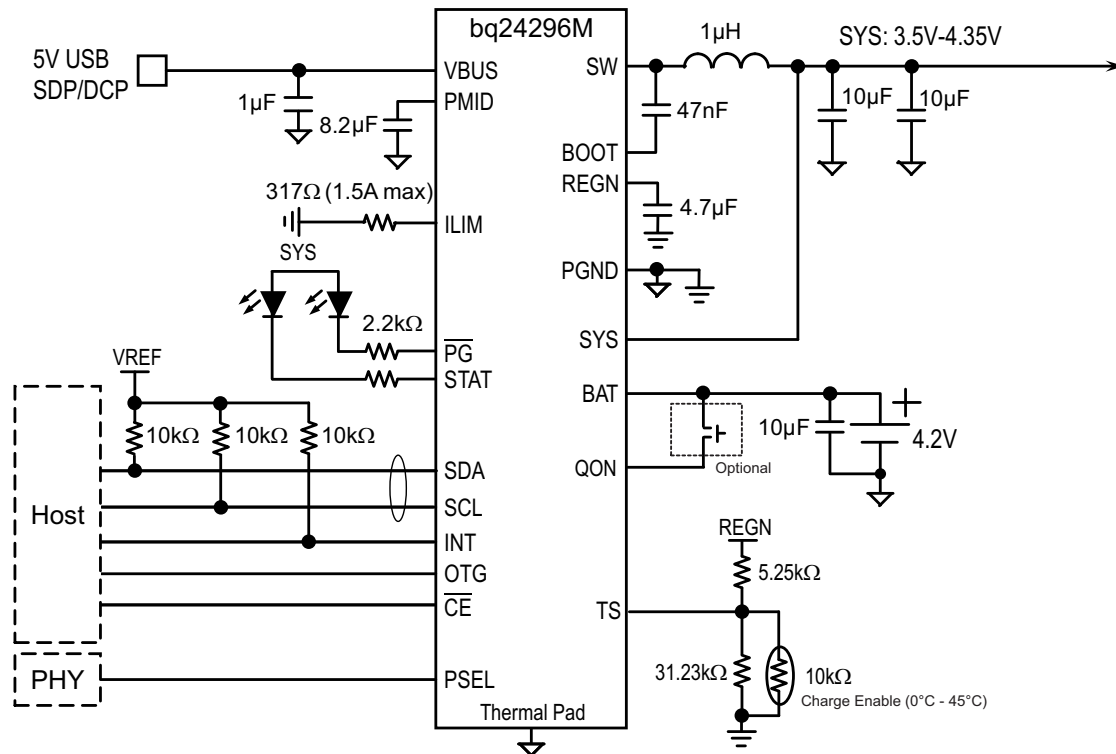 bq24296M
5V USB
SDP/DCP
VBUS
1µF
PMID
8.2µF
317Ω (1.5A max)
ILIM
SYS
2.2kΩ
PG
STAT
VREF
10kΩ
10kΩ
10kΩ
SDA
SCL
Host
INT
OTG
CE
PHY
PSEL
Thermal Pad
1µH
SYS: 3.5V-4.35V
SW
47nF
10µF
10µF
BOOT
REGN
4.7µF
PGND
SYS
BAT
+
10µF
4.2V
Optional
QON
REGN
5.25kΩ
TS
31.23kΩ
10kΩ
Charge Enable (0°C - 45°C)